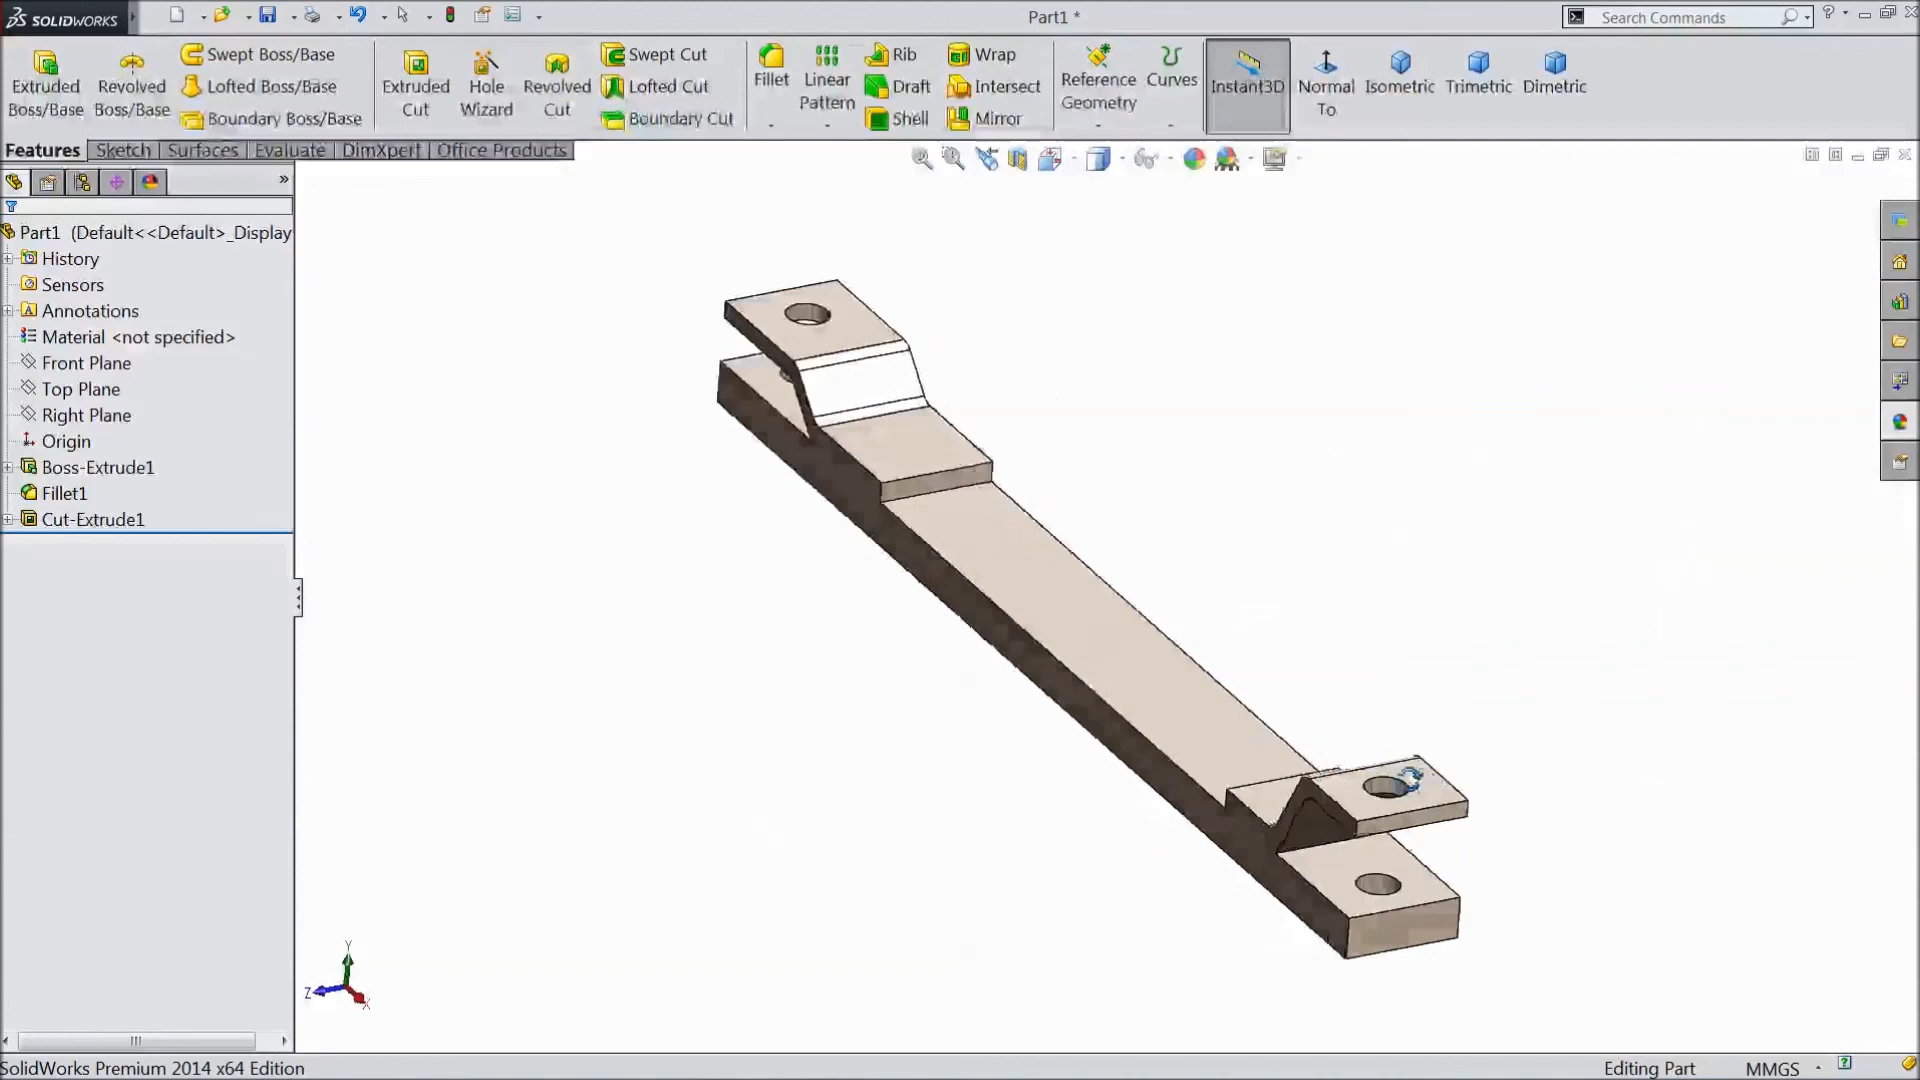 SOLIDWORKS
Part1 *
Search Commands
Extruded Boss/Base
Revolved Boss/Base
Swept Boss/Base
Lofted Boss/Base
Boundary Boss/Base
Extruded Cut
Hole Wizard
Revolved Cut
Swept Cut
Lofted Cut
Boundary Cut
Fillet
Linear Pattern
Rib
Draft
Shell
Wrap
Intersect
Mirror
Reference Geometry
Curves
Instant3D
Normal To
Isometric
Trimetric
Dimetric
Features
Sketch
Surfaces
Evaluate
DimXpert
Office Products
Part1 (Default<<Default>_Display
History
Sensors
Annotations
Material <not specified>
Front Plane
Top Plane
Right Plane
Origin
Boss-Extrude1
Fillet1
Cut-Extrude1
Y
Z
X
SolidWorks Premium 2014 x64 Edition
Editing Part
MMGS